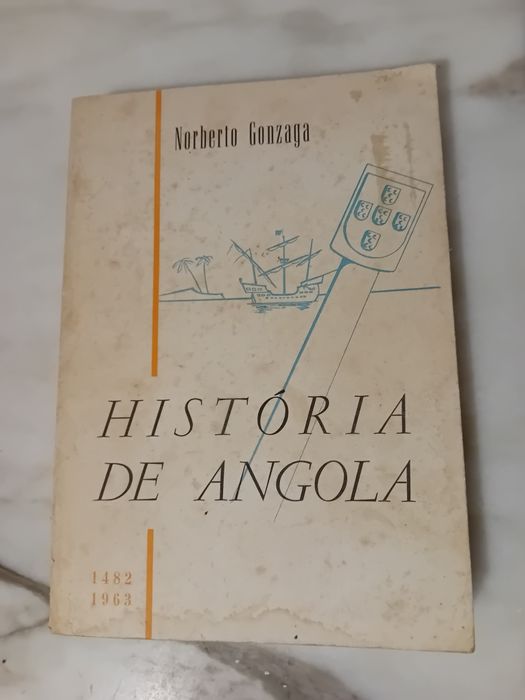 Norberto Gonzaga
HISTÓRIA
DE ANGOLA
1482
1963